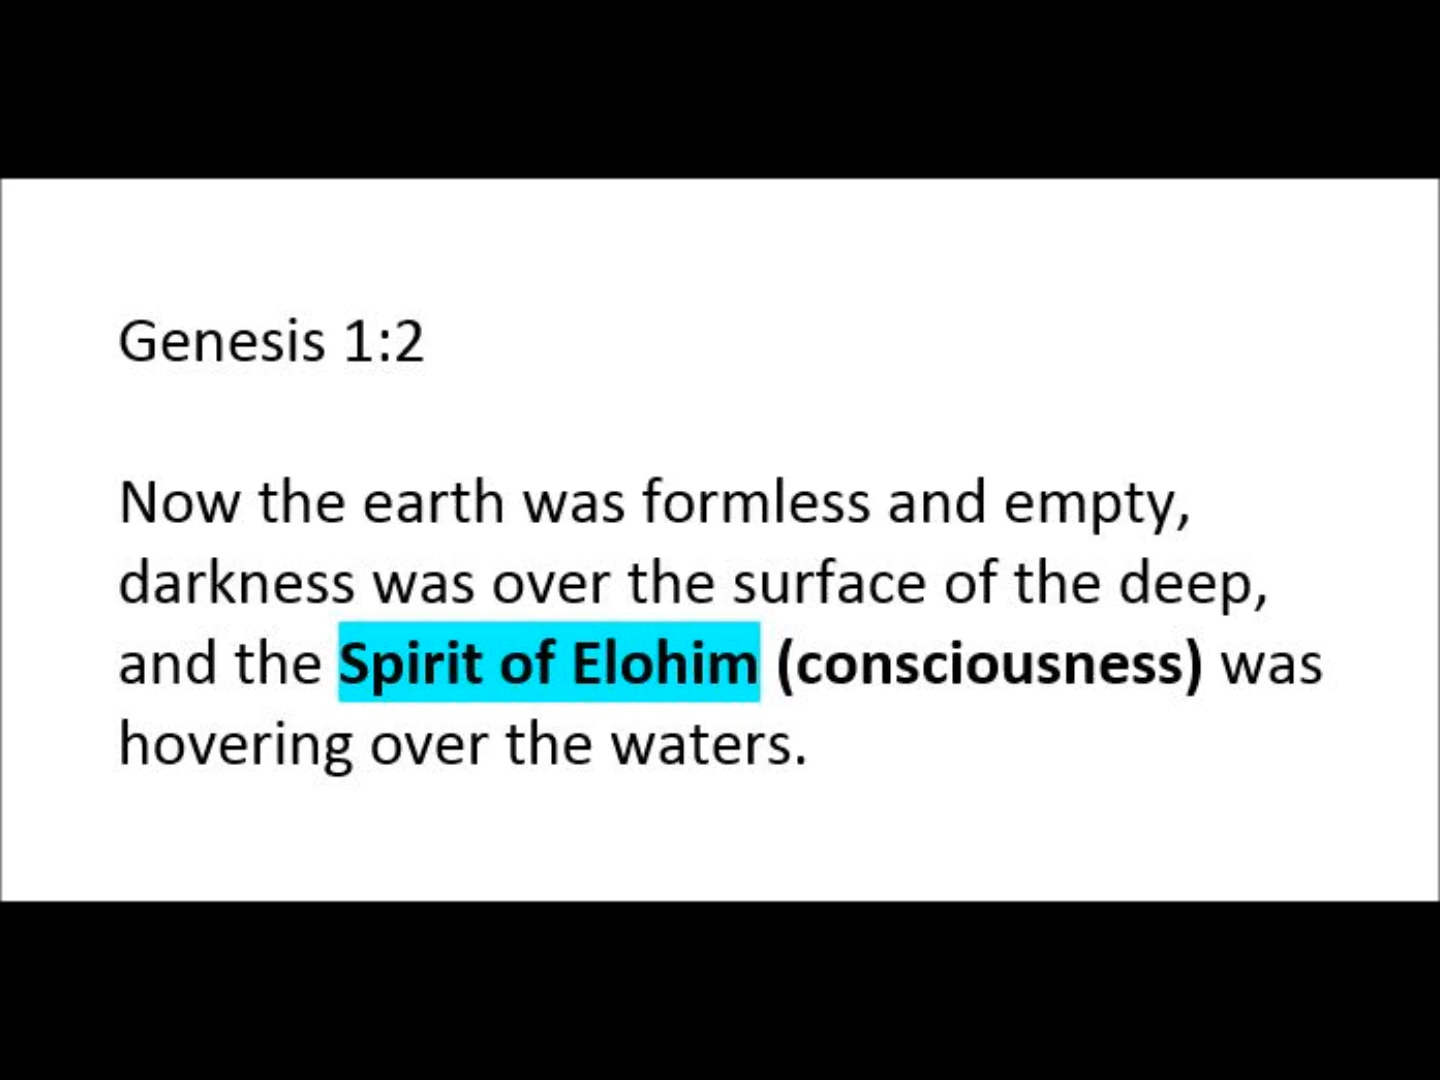 Genesis 1:2
Now the earth was formless and empty,
darkness was over the surface of the deep,
and the Spirit of Elohim (consciousness) was
hovering over the waters.